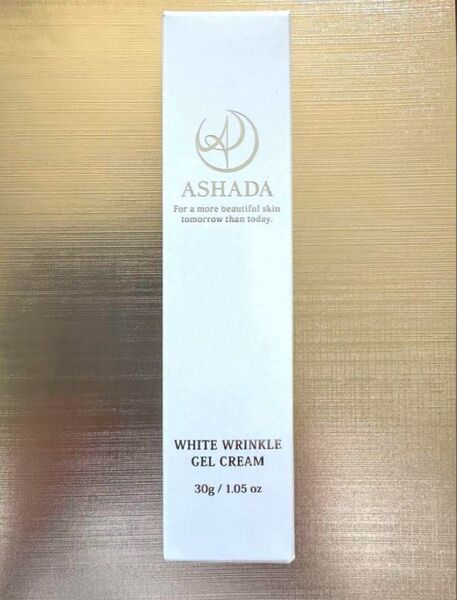 ASHADA
For a more beautiful skin
tomorrow than today.
WHITE WRINKLE
GEL CREAM
30g / 1.05 oz